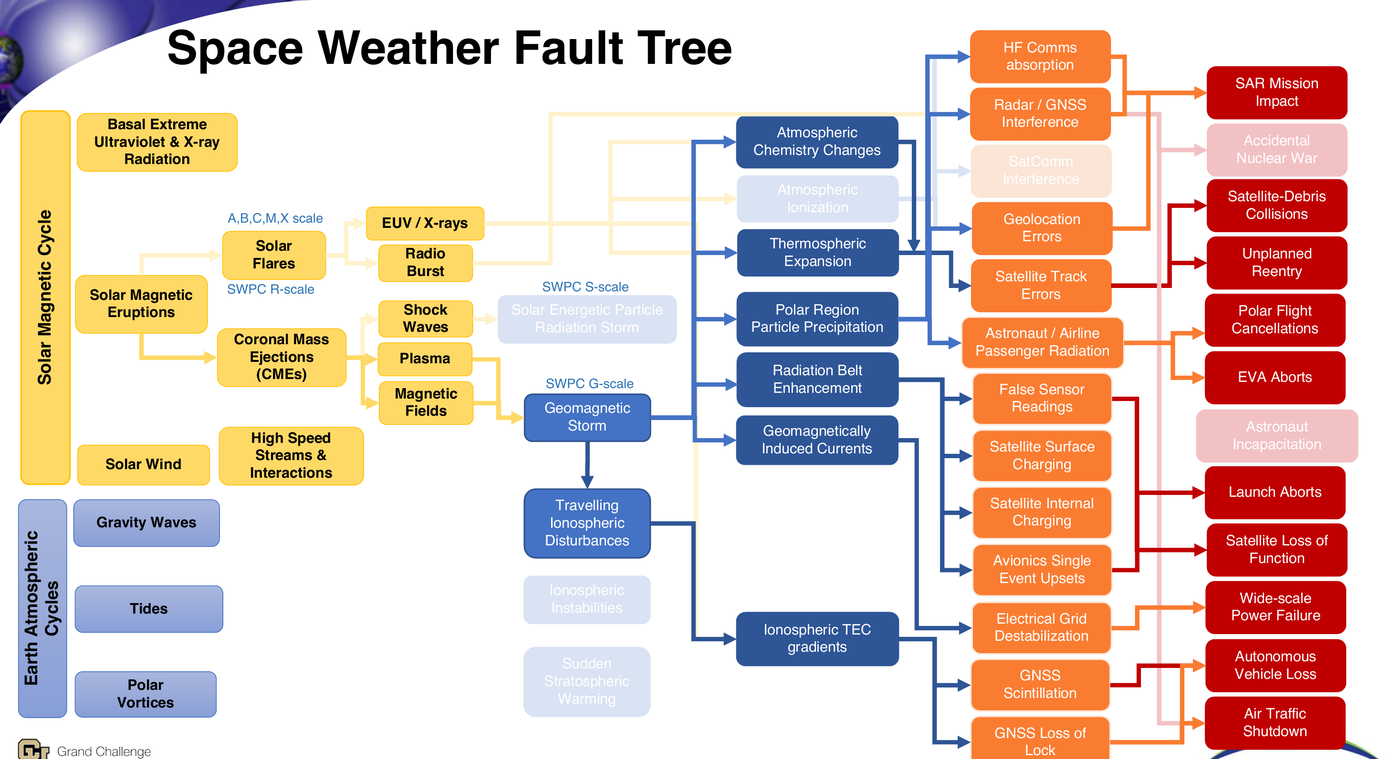 Space Weather Fault Tree
Solar Magnetic Cycle
Basal Extreme
Ultraviolet & X-ray
Radiation
Solar Magnetic
Eruptions
A,B,C,M,X scale
Solar
Flares
SWPC R-scale
Coronal Mass
Ejections
(CMEs)
Solar Wind
High Speed
Streams &
Interactions
EUV / X-rays
Radio
Burst
Shock
Waves
Plasma
Magnetic
Fields
Earth Atmospheric
Cycles
Gravity Waves
Tides
Polar
Vortices
SWPC S-scale
Solar Energetic Particle
Radiation Storm
SWPC G-scale
Geomagnetic
Storm
Travelling
Ionospheric
Disturbances
Ionospheric
Instabilities
Sudden
Stratospheric
Warming
Atmospheric
Chemistry Changes
Atmospheric
Ionization
Thermospheric
Expansion
Polar Region
Particle Precipitation
Radiation Belt
Enhancement
Geomagnetically
Induced Currents
Ionospheric TEC
gradients
HF Comms
absorption
Radar / GNSS
Interference
SatComm
Interference
Geolocation
Errors
Satellite Track
Errors
Astronaut / Airline
Passenger Radiation
False Sensor
Readings
Satellite Surface
Charging
Satellite Internal
Charging
Avionics Single
Event Upsets
Electrical Grid
Destabilization
GNSS
Scintillation
GNSS Loss of
Lock
SAR Mission
Impact
Accidental
Nuclear War
Satellite-Debris
Collisions
Unplanned
Reentry
Polar Flight
Cancellations
EVA Aborts
Astronaut
Incapacitation
Launch Aborts
Satellite Loss of
Function
Wide-scale
Power Failure
Autonomous
Vehicle Loss
Air Traffic
Shutdown
Grand Challenge